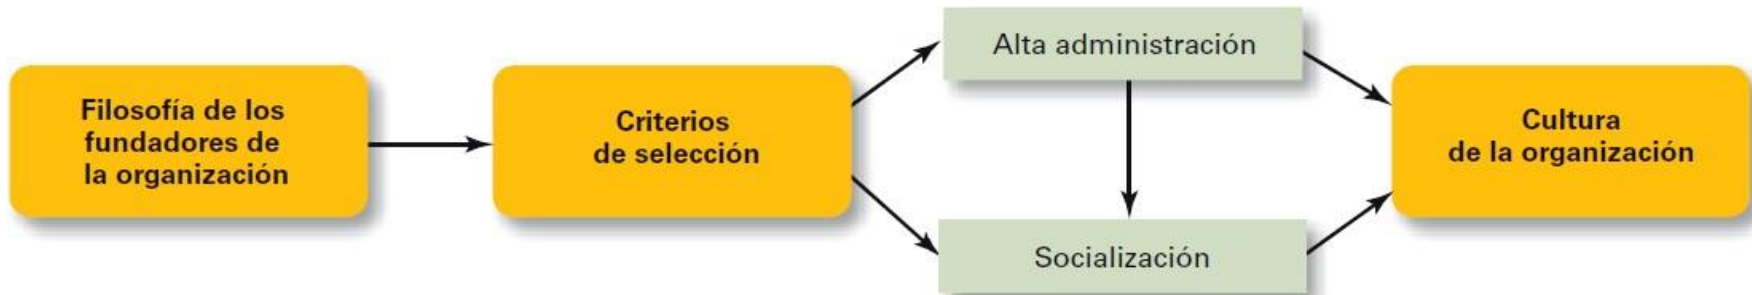 Filosofía de los
fundadores de
la organización
Criterios
de selección
Alta administración
Socialización
Cultura
de la organización